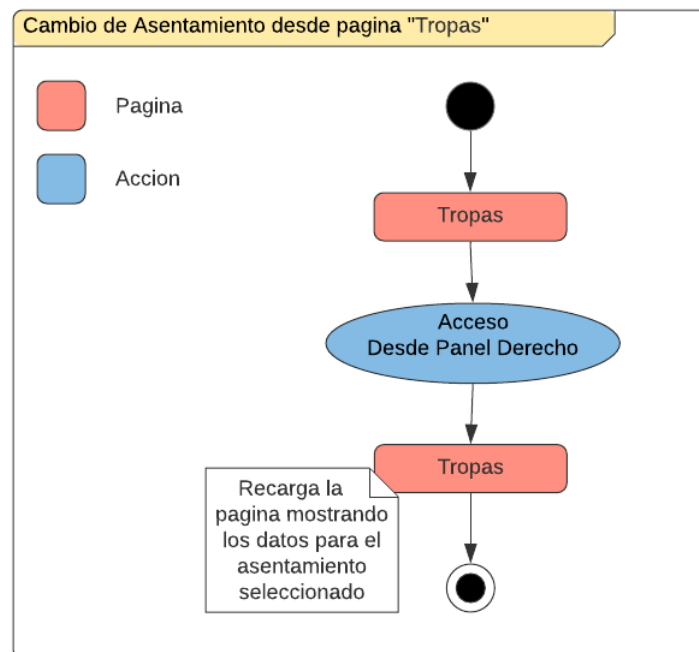 Cambio de Asentamiento desde pagina "Tropas"
Pagina
Accion
Tropas
Acceso
Desde Panel Derecho
Tropas
Recarga la
pagina mostrando
los datos para el
asentamiento
seleccionado